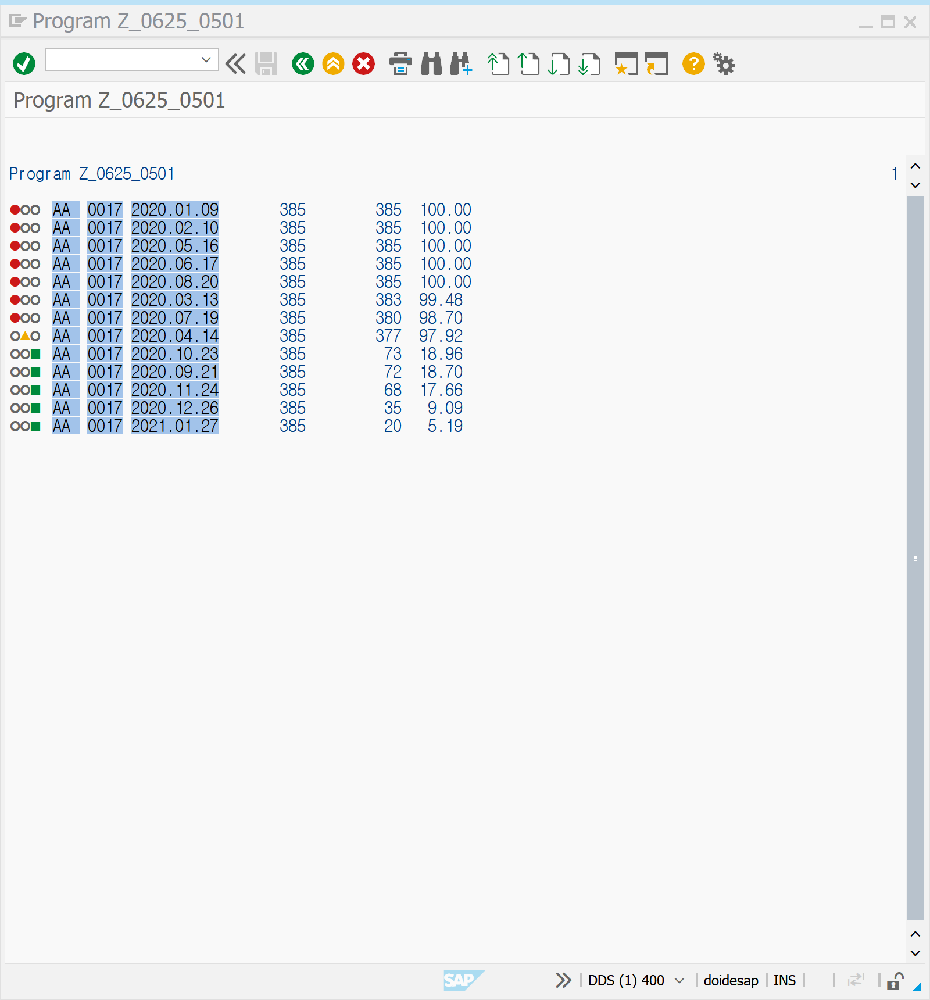 Program Z_0625_0501
Program Z_0625_0501
Program Z_0625_0501 1
AA 0017 2020.01.09 385 385 100.00
AA 0017 2020.02.10 385 385 100.00
AA 0017 2020.05.16 385 385 100.00
AA 0017 2020.06.17 385 385 100.00
AA 0017 2020.08.20 385 385 100.00
AA 0017 2020.03.13 385 383 99.48
AA 0017 2020.07.19 385 380 98.70
AA 0017 2020.04.14 385 377 97.92
AA 0017 2020.10.23 385 73 18.96
AA 0017 2020.09.21 385 72 18.70
AA 0017 2020.11.24 385 68 17.66
AA 0017 2020.12.26 385 35 9.09
AA 0017 2021.01.27 385 20 5.19
SAP DDS (1) 400 doidesap INS